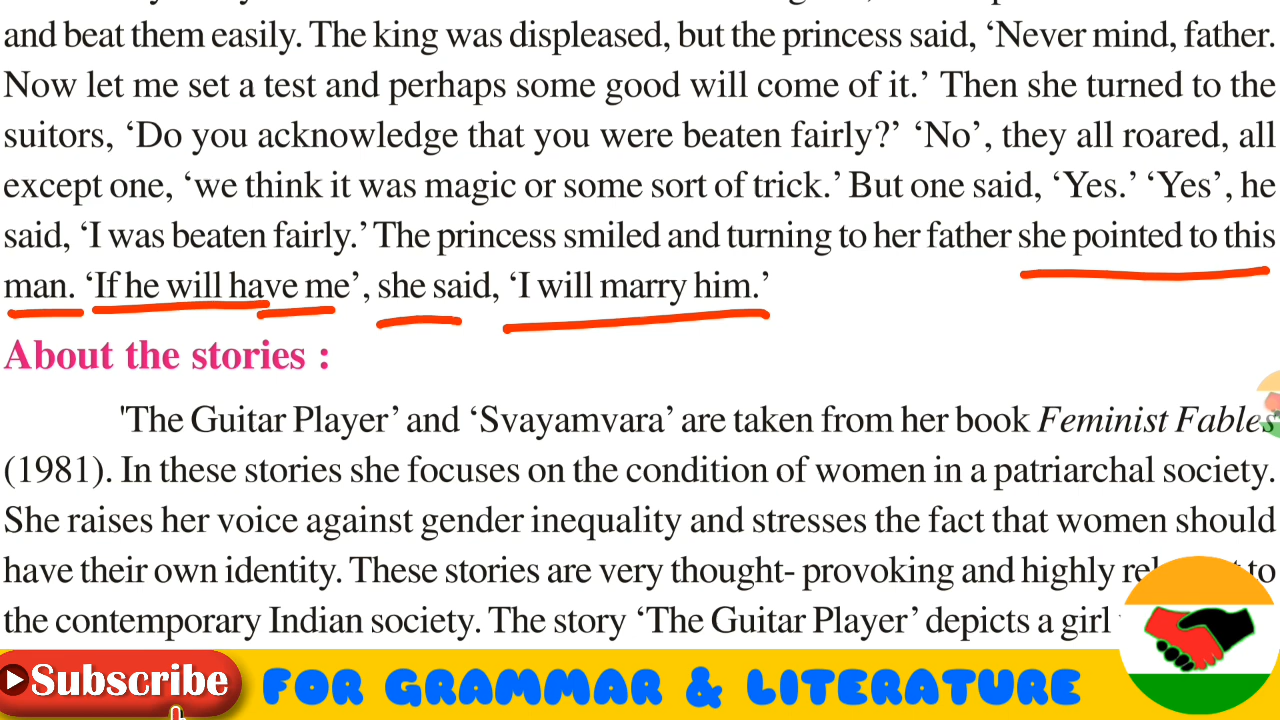 and beat them easily. The king was displeased, but the princess said, ‘Never mind, father.
Now let me set a test and perhaps some good will come of it.’ Then she turned to the
suitors, ‘Do you acknowledge that you were beaten fairly?’ ‘No’, they all roared, all
except one, ‘we think it was magic or some sort of trick.’ But one said, ‘Yes.’ ‘Yes’, he
said, ‘I was beaten fairly.’ The princess smiled and turning to her father she pointed to this
man. ‘If he will have me’, she said, ‘I will marry him.’
About the stories :
'The Guitar Player’ and ‘Svayamvara’ are taken from her book Feminist Fables
(1981). In these stories she focuses on the condition of women in a patriarchal society.
She raises her voice against gender inequality and stresses the fact that women should
have their own identity. These stories are very thought- provoking and highly to
the contemporary Indian society. The story ‘The Guitar Player’ depicts a girl
Subscribe FOR GRAMMAR & LITERATURE